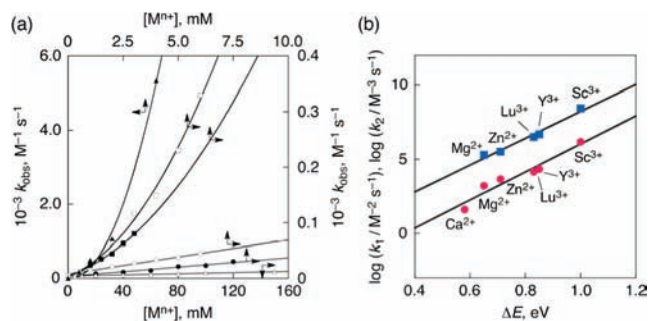 (a)
[Mⁿ⁺], mM
0 2.5 5.0 7.5 10.0
6.0 0.4
4.0 0.3
0.2
2.0
0.1
0 0
10⁻³ k_obs, M⁻¹ s⁻¹
10⁻³ k_obs, M⁻¹ s⁻¹
0 40 80 120 160
[Mⁿ⁺], mM
(b)
log (k₁ / M⁻² s⁻¹), log (k₂ / M⁻³ s⁻¹)
10
5
0
Sc³⁺
Y³⁺
Lu³⁺
Zn²⁺
Mg²⁺
Sc³⁺
Zn²⁺
Y³⁺
Mg²⁺
Lu³⁺
Ca²⁺
0.4 0.6 0.8 1.0 1.2
ΔE, eV